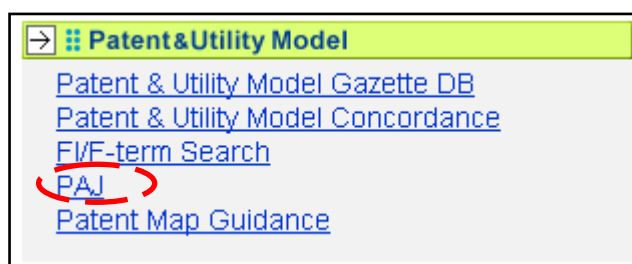 Patent&Utility Model
Patent & Utility Model Gazette DB
Patent & Utility Model Concordance
FI/F-term Search
PAJ
Patent Map Guidance